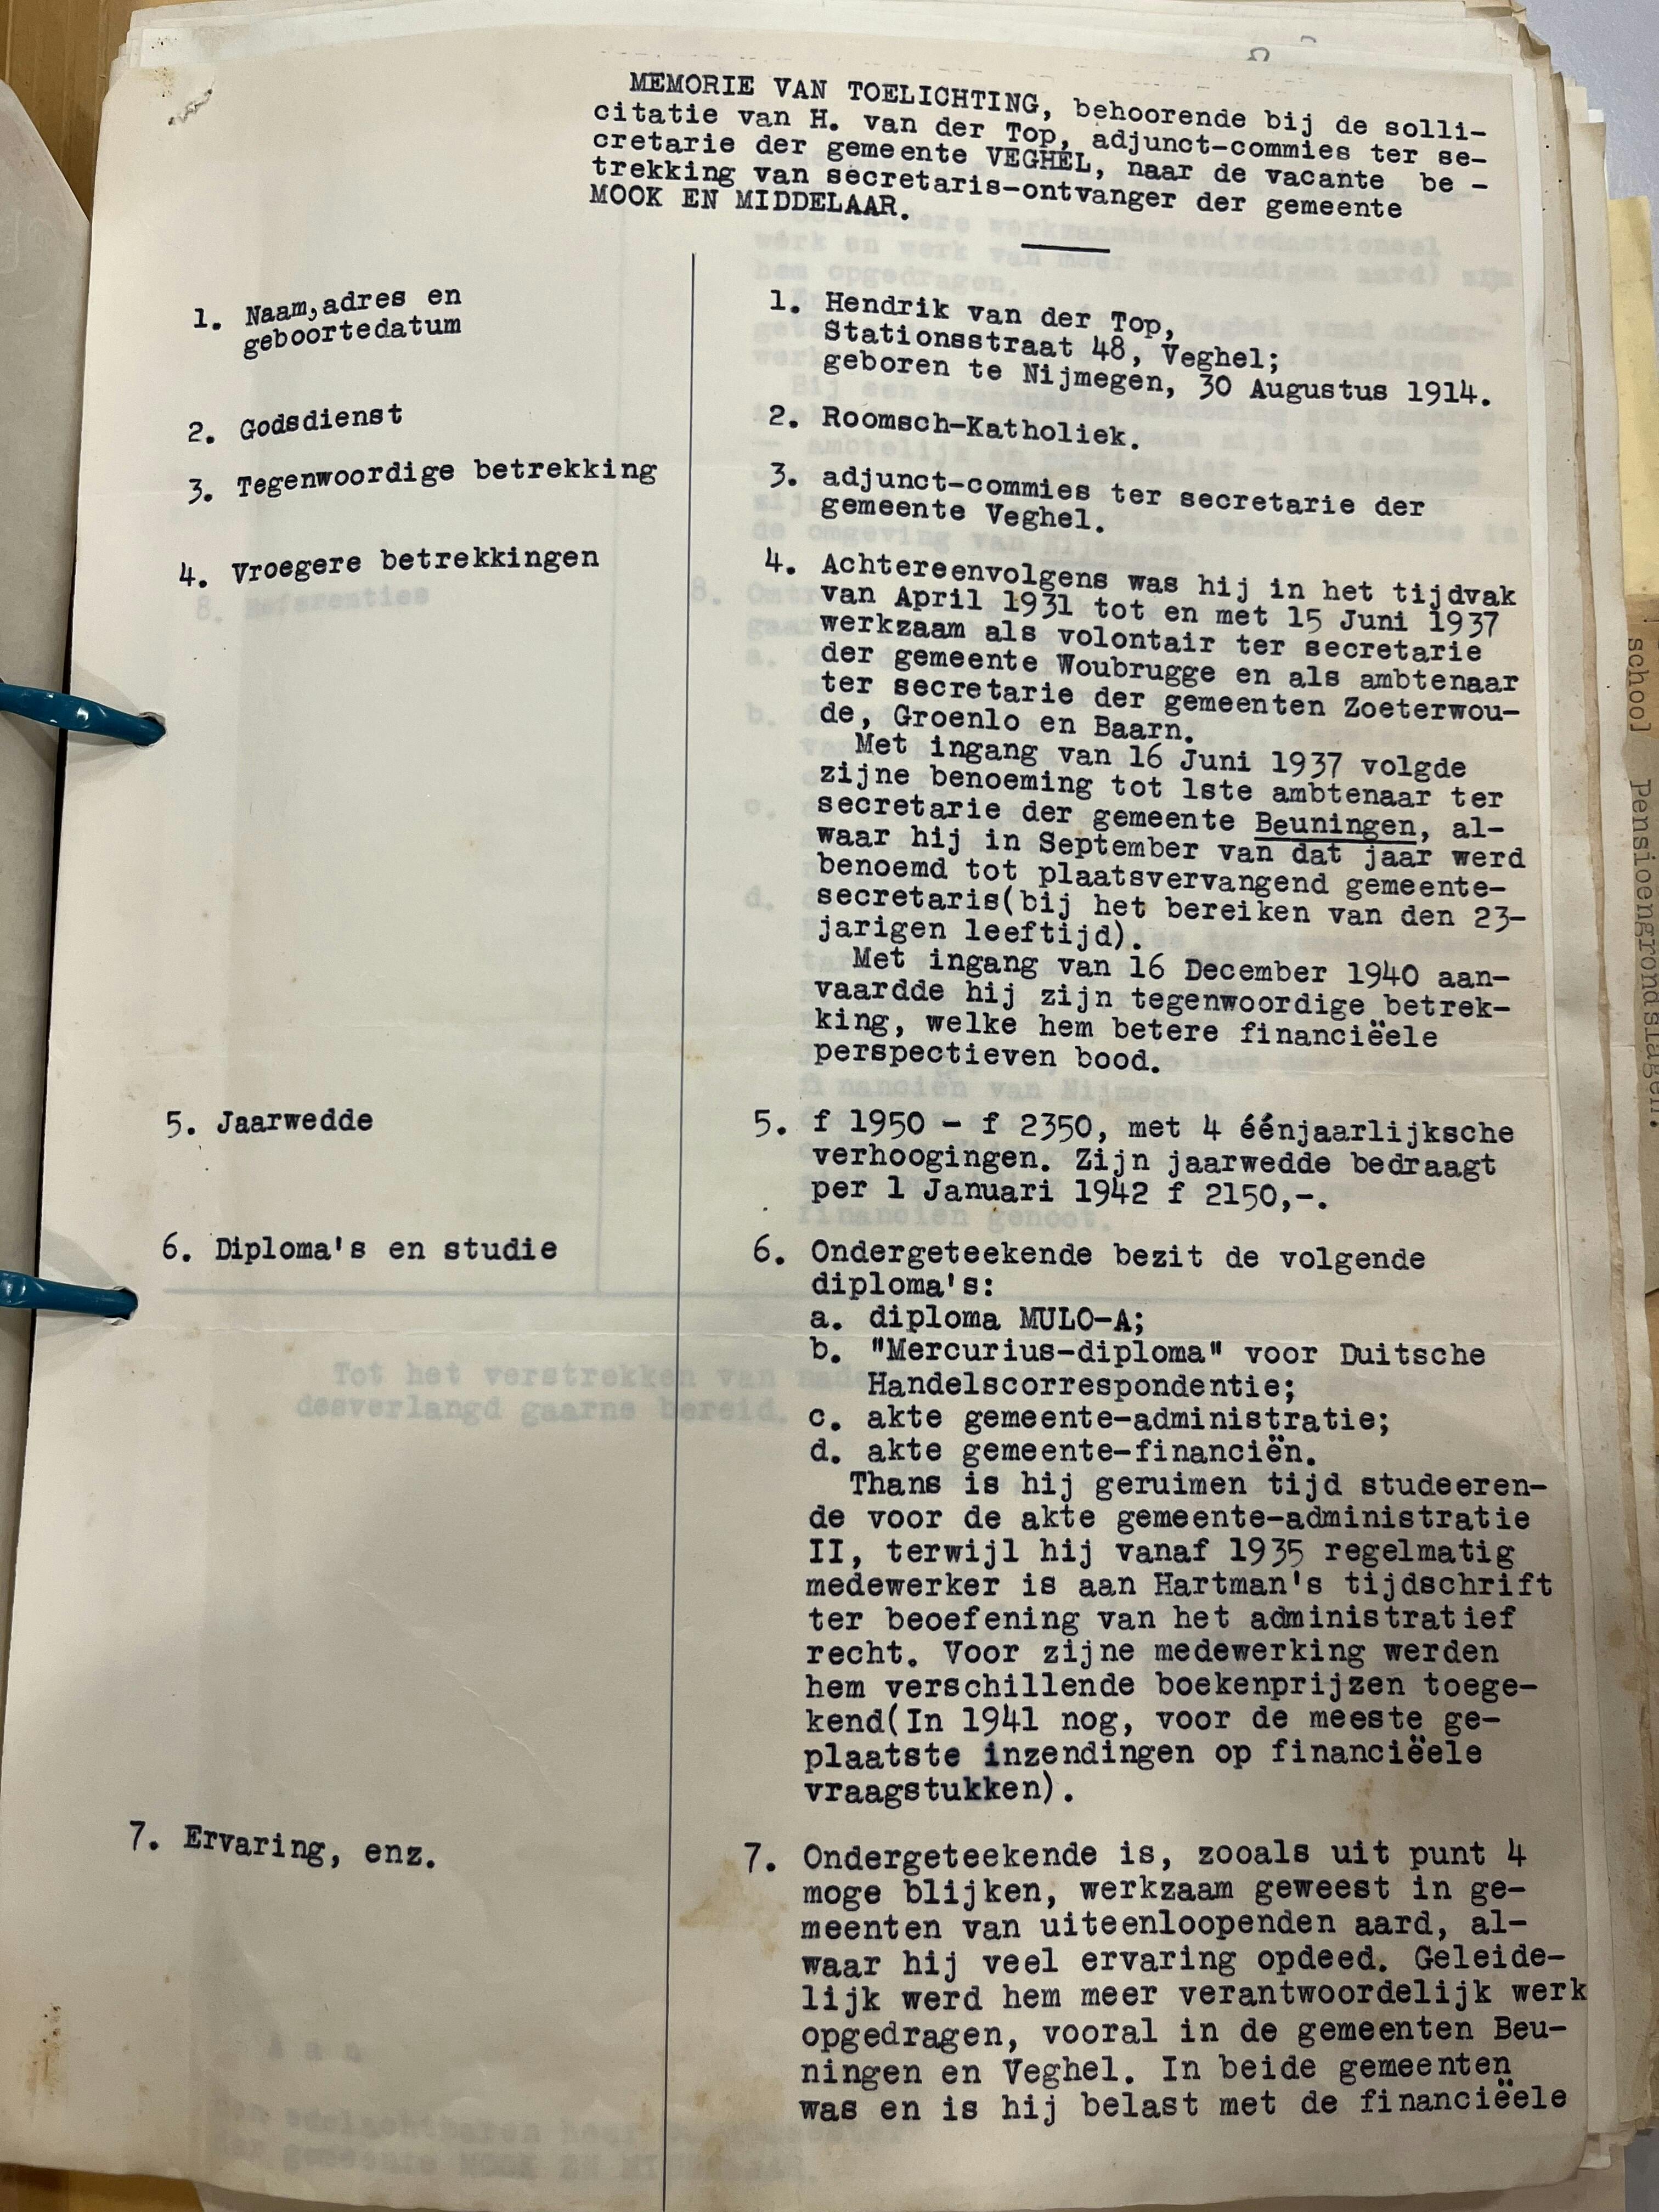 MEMORIE VAN TOELICHTING, behoorende bij de solli-
citatie van H. van der Top, adjunct-commies ter se-
cretarie der gemeente VEGHEL, naar de vacante be -
trekking van secretaris-ontvanger der gemeente
MOOK EN MIDDELAAR.
1. Naam,adres en
geboortedatum
1. Hendrik van der Top,
Stationsstraat 48, Veghel;
geboren te Nijmegen, 30 Augustus 1914.
2. Godsdienst
2. Roomsch-Katholiek.
3. Tegenwoordige betrekking
3. adjunct-commies ter secretarie der
gemeente Veghel.
4. Vroegere betrekkingen
4. Achtereenvolgens was hij in het tijdvak
van April 1931 tot en met 15 Juni 1937
werkzaam als volontair ter secretarie
der gemeente Woubrugge en als ambtenaar
ter secretarie der gemeenten Zoeterwou-
de, Groenlo en Baarn.
Met ingang van 16 Juni 1937 volgde
zijne benoeming tot 1ste ambtenaar ter
secretarie der gemeente Beuningen, al-
waar hij in September van dat jaar werd
benoemd tot plaatsvervangend gemeente-
secretaris(bij het bereiken van den 23-
jarigen leeftijd).
Met ingang van 16 December 1940 aan-
vaardde hij zijn tegenwoordige betrek-
king, welke hem betere financiëele
perspectieven bood.
5. Jaarwedde
5. f 1950 - f 2350, met 4 éénjaarlijksche
verhoogingen. Zijn jaarwedde bedraagt
per 1 Januari 1942 f 2150,-.
6. Diploma's en studie
6. Ondergeteekende bezit de volgende
diploma's:
a. diploma MULO-A;
b. "Mercurius-diploma" voor Duitsche
Handelscorrespondentie;
c. akte gemeente-administratie;
d. akte gemeente-financiën.
Thans is hij geruimen tijd studeeren-
de voor de akte gemeente-administratie
II, terwijl hij vanaf 1935 regelmatig
medewerker is aan Hartman's tijdschrift
ter beoefening van het administratief
recht. Voor zijne medewerking werden
hem verschillende boekenprijzen toege-
kend(In 1941 nog, voor de meeste ge-
plaatste inzendingen op financiëele
vraagstukken).
7. Ervaring, enz.
7. Ondergeteekende is, zooals uit punt 4
moge blijken, werkzaam geweest in ge-
meenten van uiteenloopenden aard, al-
waar hij veel ervaring opdeed. Geleide-
lijk werd hem meer verantwoordelijk werk
opgedragen, vooral in de gemeenten Beu-
ningen en Veghel. In beide gemeenten
was en is hij belast met de financiëele
school Pensioengrondslagen.